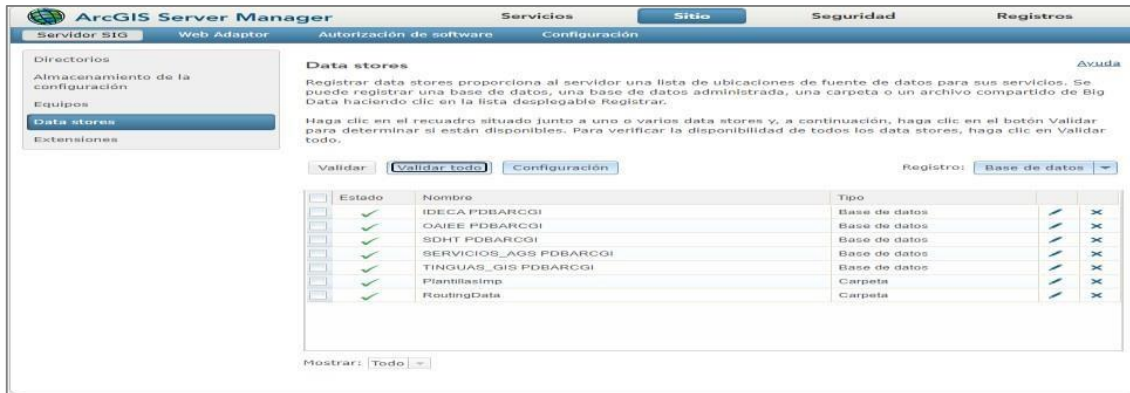 ArcGIS Server Manager
Servicios
Sitio
Seguridad
Registros
Servidor SIG
Web Adaptor
Autorización de software
Configuración
Directorios
Almacenamiento de la
configuración
Equipos
Data stores
Extensiones
Data stores
Ayuda
Registrar data stores proporciona al servidor una lista de ubicaciones de fuente de datos para sus servicios. Se
puede registrar una base de datos, una base de datos administrada, una carpeta o un archivo compartido de Big
Data haciendo clic en la lista desplegable Registrar.
Haga clic en el recuadro situado junto a uno o varios data stores y, a continuación, haga clic en el botón Validar
para determinar si están disponibles. Para verificar la disponibilidad de todos los data stores, haga clic en Validar
todo.
Validar
Validar todo
Configuración
Registro:
Base de datos
Estado
Nombre
Tipo
IDECA PDBARCGI
Base de datos
OAIEE PDBARCGI
Base de datos
SDHT PDBARCGI
Base de datos
SERVICIOS_AGS PDBARCGI
Base de datos
TINGUAS_GIS PDBARCGI
Base de datos
PlantillasImp
Carpeta
RoutingData
Carpeta
Mostrar: Todo